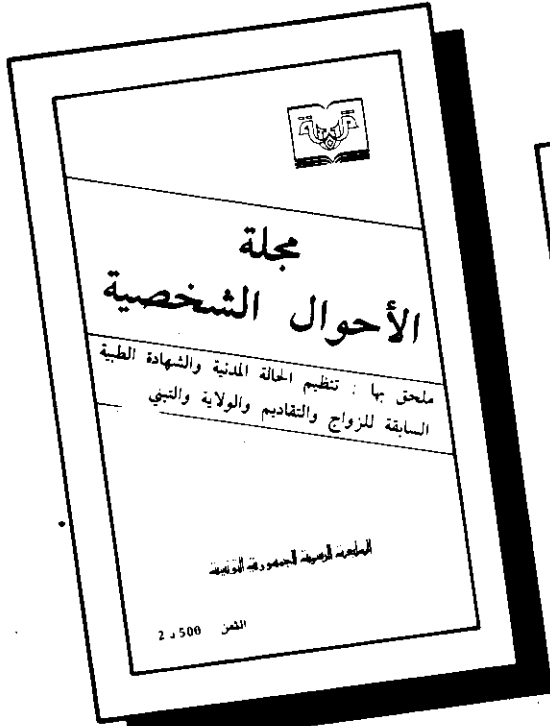 مجلة
الأحوال الشخصية
ملحق بها : تنظيم الحالة المدنية والشهادة الطبية
السابقة للزواج والتقاديم والولاية والتبني
المطبعة الرسمية للجمهورية التونسية
الثمن 500 د 2